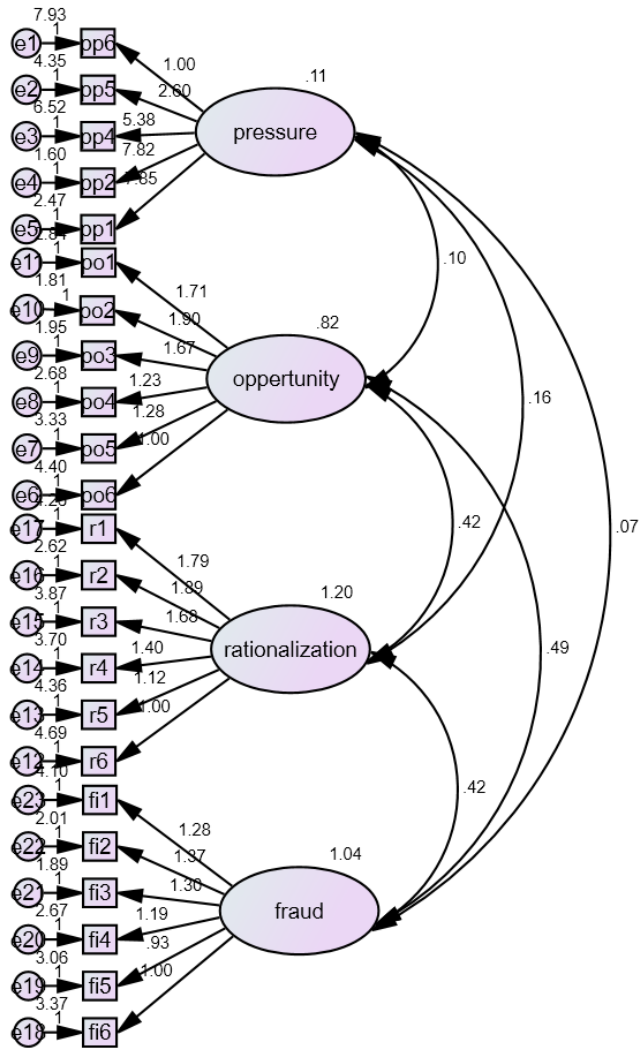 7.93
e1 1 pp6
4.35
e2 1 pp5
6.52
e3 1 pp4
1.60
e4 1 pp2
2.47
e5 1 pp1
1.00
2.60
5.38
7.82
7.85
.11
pressure
e11 1 po1
1.81
e10 1 po2
1.95
e9 1 po3
2.68
e8 1 po4
3.33
e7 1 po5
4.40
e6 1 po6
1.71
1.90
1.67
1.23
1.28
1.00
.82
oppertunity
e17 1 r1
2.62
e16 1 r2
3.87
e15 1 r3
3.70
e14 1 r4
4.36
e13 1 r5
4.69
e12 1 r6
1.79
1.89
1.68
1.40
1.12
1.00
1.20
rationalization
4.10
e23 1 fi1
2.01
e22 1 fi2
1.89
e21 1 fi3
2.67
e20 1 fi4
3.06
e19 1 fi5
3.37
e18 1 fi6
1.28
1.37
1.30
1.19
.93
1.00
1.04
fraud
.10
.16
.07
.42
.49
.42